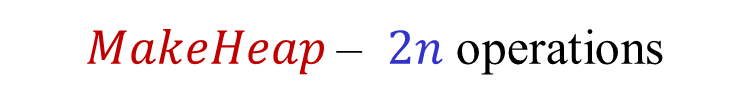 MakeHeap – 2n operations